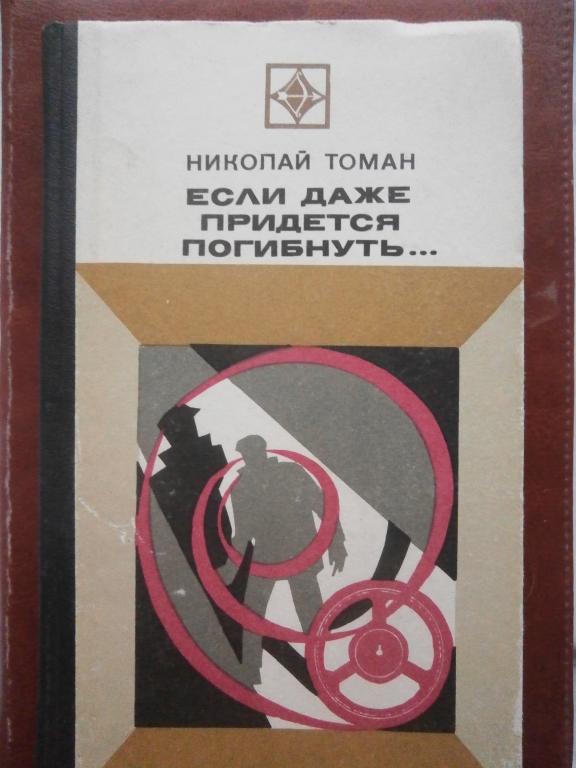 НИКОЛАЙ ТОМАН
ЕСЛИ ДАЖЕ
ПРИДЕТСЯ
ПОГИБНУТЬ...